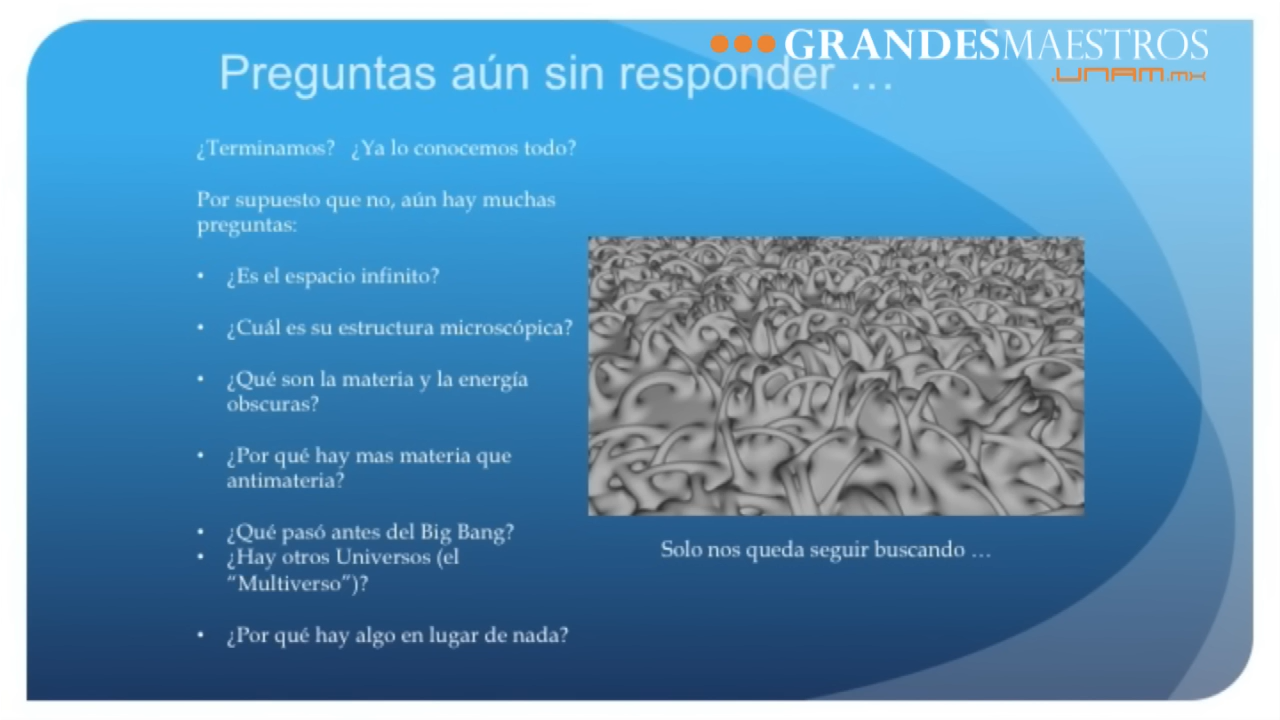 GRANDESMAESTROS
.UNAM.mx
Preguntas aún sin responder ...
¿Terminamos? ¿Ya lo conocemos todo?
Por supuesto que no, aún hay muchas
preguntas:
• ¿Es el espacio infinito?
• ¿Cuál es su estructura microscópica?
• ¿Qué son la materia y la energía
obscuras?
• ¿Por qué hay mas materia que
antimateria?
• ¿Qué pasó antes del Big Bang?
• ¿Hay otros Universos (el
“Multiverso”)?
• ¿Por qué hay algo en lugar de nada?
Solo nos queda seguir buscando ...